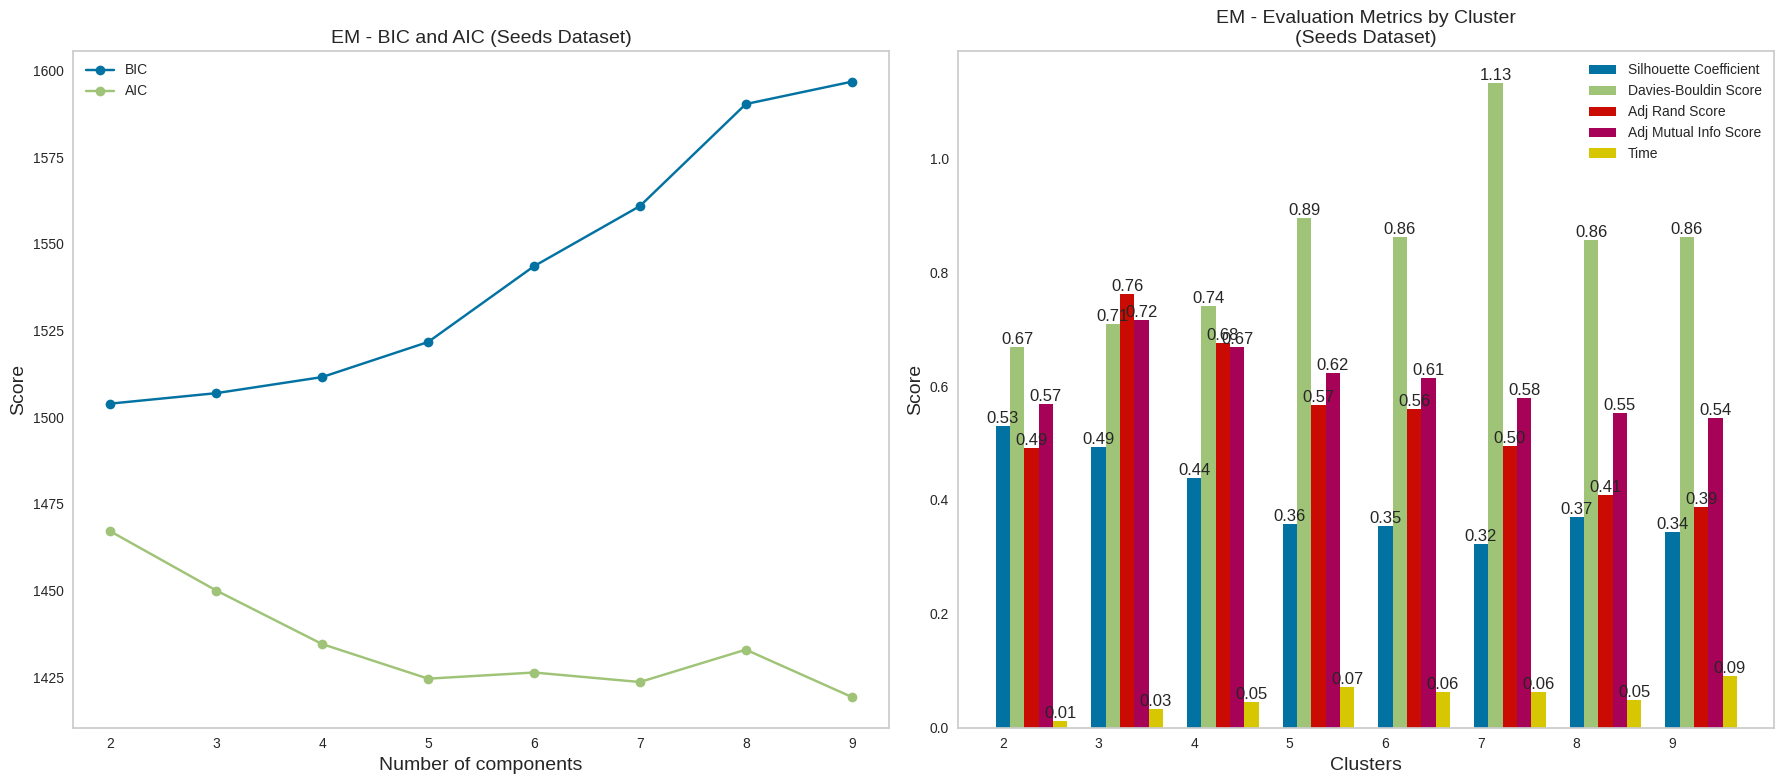 EM - BIC and AIC (Seeds Dataset)
BIC
AIC
1600
1575
1550
1525
1500
1475
1450
1425
Score
2 3 4 5 6 7 8 9
Number of components
EM - Evaluation Metrics by Cluster
(Seeds Dataset)
Silhouette Coefficient
Davies-Bouldin Score
Adj Rand Score
Adj Mutual Info Score
Time
1.0
0.8
0.6
0.4
0.2
0.0
Score
0.53 0.67 0.49 0.57 0.01
0.49 0.71 0.76 0.72 0.03
0.44 0.74 0.68 0.67 0.05
0.36 0.89 0.57 0.62 0.07
0.35 0.86 0.56 0.61 0.06
0.32 1.13 0.50 0.58 0.06
0.37 0.86 0.41 0.55 0.05
0.34 0.86 0.39 0.54 0.09
2 3 4 5 6 7 8 9
Clusters